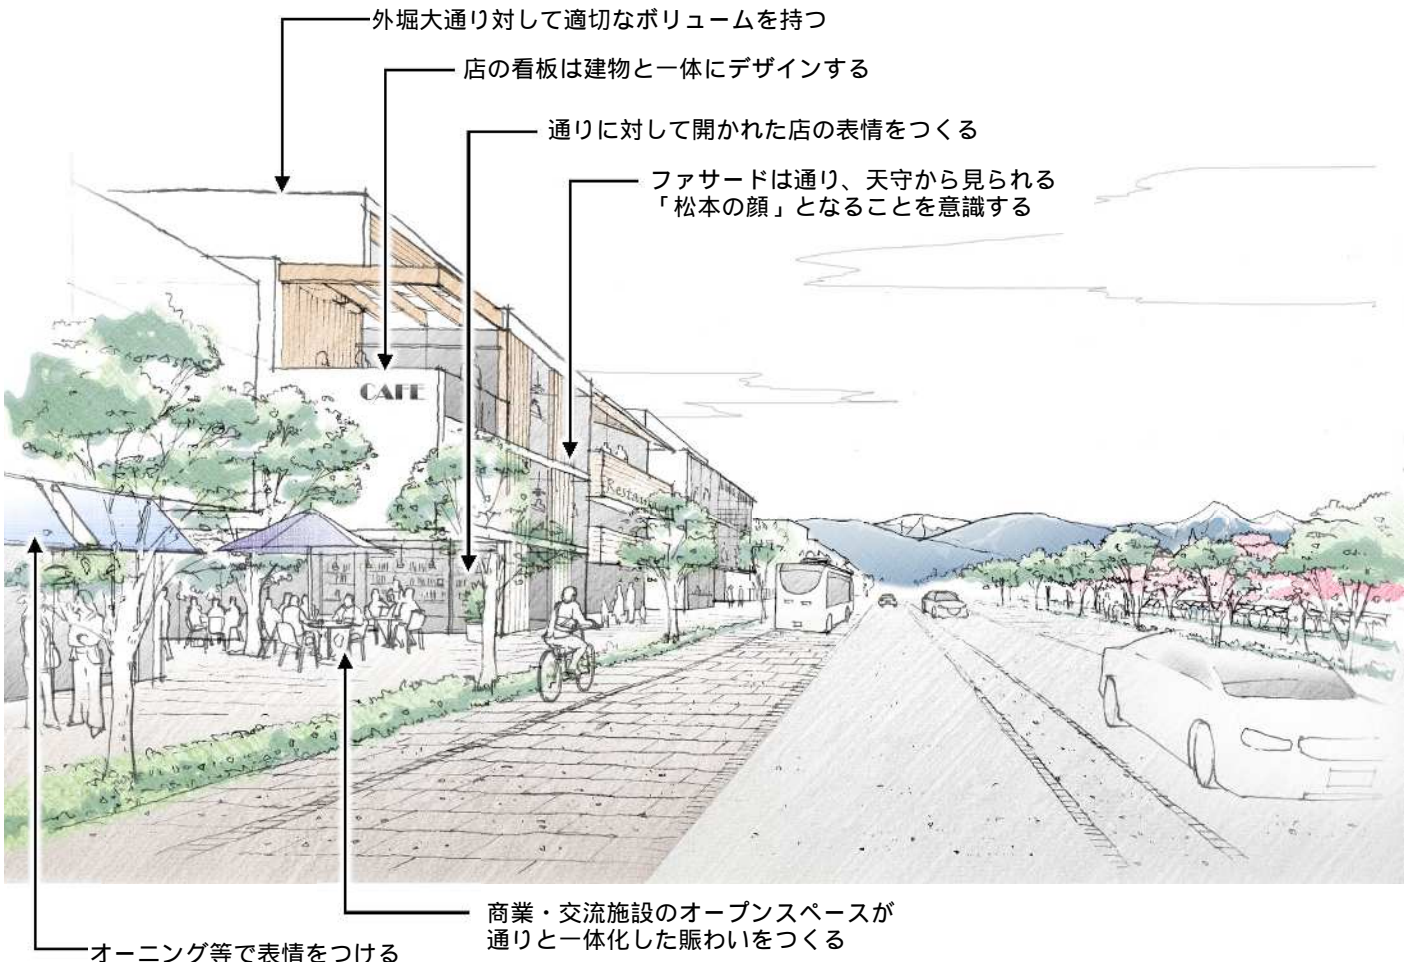 外堀大通り対して適切なボリュームを持つ
店の看板は建物と一体にデザインする
通りに対して開かれた店の表情をつくる
ファサードは通り、天守から見られる
「松本の顔」となることを意識する
CAFE
Restau
商業・交流施設のオープンスペースが
通りと一体化した賑わいをつくる
オーニング等で表情をつける